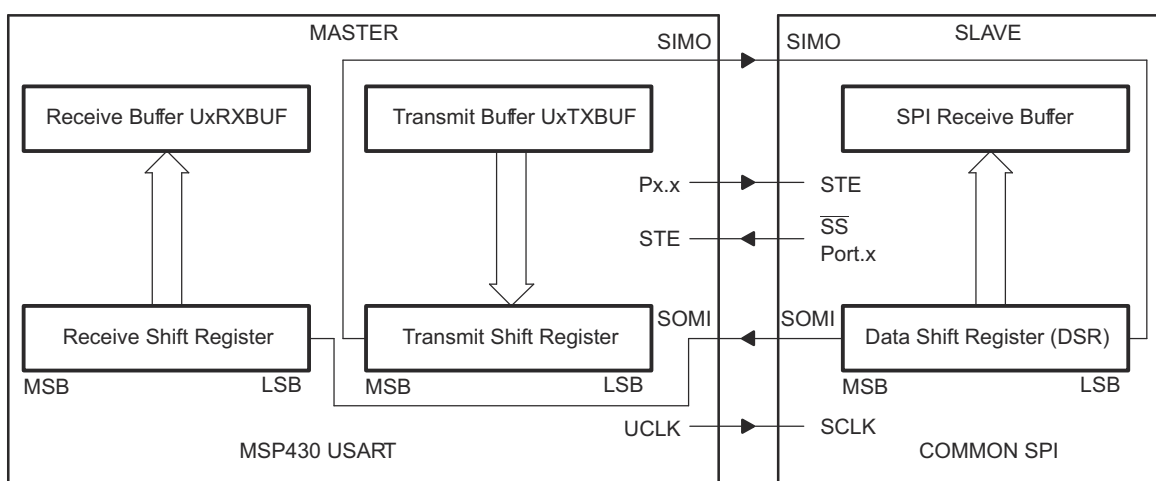 MASTER
SIMO
SIMO
SLAVE
Receive Buffer UxRXBUF
Transmit Buffer UxTXBUF
SPI Receive Buffer
Px.x
STE
STE
S̅S̅
Port.x
Receive Shift Register
Transmit Shift Register
SOMI
SOMI
Data Shift Register (DSR)
MSB
LSB
MSB
LSB
MSB
LSB
UCLK
SCLK
MSP430 USART
COMMON SPI